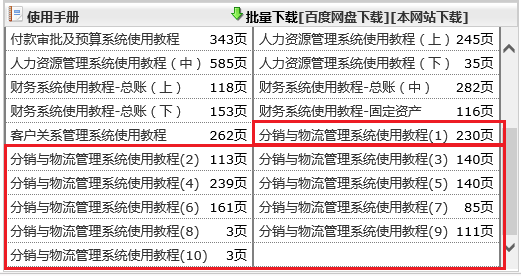 使用手册 批量下载[百度网盘下载][本网站下载]
付款审批及预算系统使用教程 343页 人力资源管理系统使用教程（上） 245页
人力资源管理系统使用教程（中） 585页 人力资源管理系统使用教程（下） 35页
财务系统使用教程-总账（上） 118页 财务系统使用教程-总账（中） 282页
财务系统使用教程-总账（下） 153页 财务系统使用教程-固定资产 116页
客户关系管理系统使用教程 262页 分销与物流管理系统使用教程(1) 230页
分销与物流管理系统使用教程(2) 113页 分销与物流管理系统使用教程(3) 140页
分销与物流管理系统使用教程(4) 239页 分销与物流管理系统使用教程(5) 140页
分销与物流管理系统使用教程(6) 161页 分销与物流管理系统使用教程(7) 85页
分销与物流管理系统使用教程(8) 3页 分销与物流管理系统使用教程(9) 111页
分销与物流管理系统使用教程(10) 3页